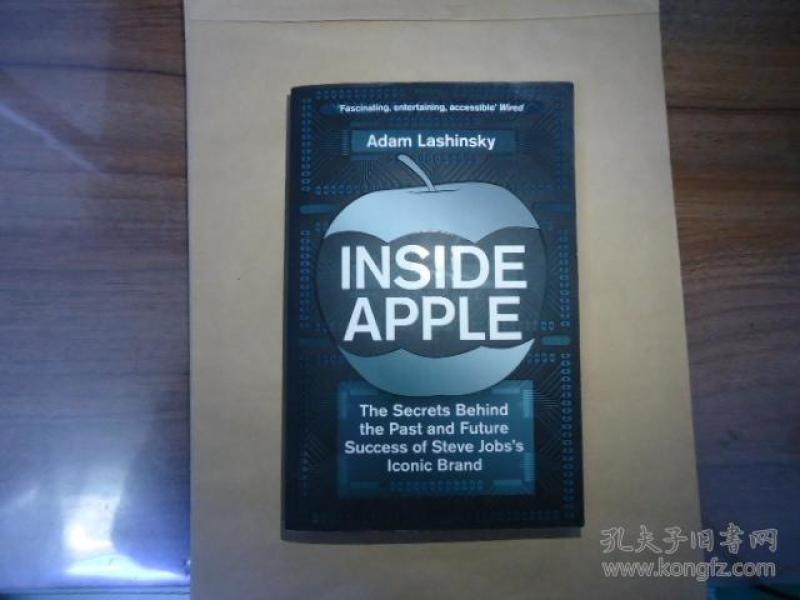 'Fascinating, entertaining, accessible' Wired
Adam Lashinsky
INSIDE
APPLE
The Secrets Behind
the Past and Future
Success of Steve Jobs's
Iconic Brand
孔夫子旧书网
www.kongfz.com